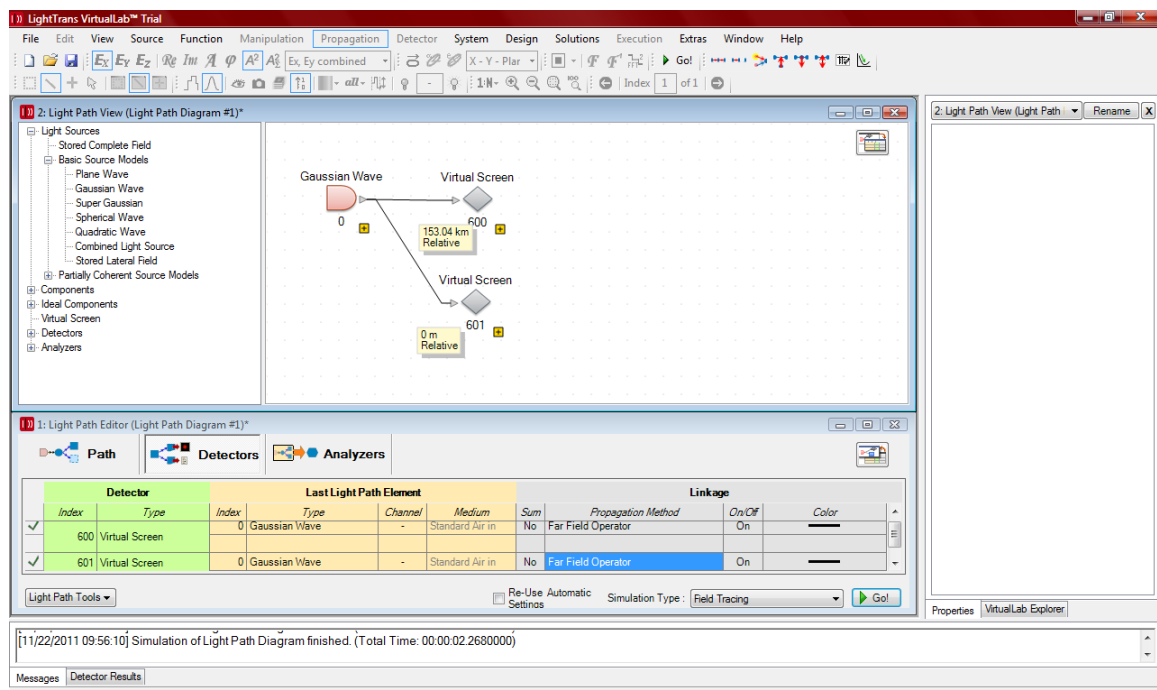 LightTrans VirtualLab™ Trial
File Edit View Source Function Manipulation Propagation Detector System Design Solutions Execution Extras Window Help
Ex Ey Ez Re Im A φ A² Ex, Ey combined X - Y - Plar Go!
all 1:N Index 1 of 1
2: Light Path View (Light Path Diagram #1)*
Light Sources
Stored Complete Field
Basic Source Models
Plane Wave
Gaussian Wave
Super Gaussian
Spherical Wave
Quadratic Wave
Combined Light Source
Stored Lateral Field
Partially Coherent Source Models
Components
Ideal Components
Virtual Screen
Detectors
Analyzers
Gaussian Wave
0
Virtual Screen
600
153.04 km
Relative
Virtual Screen
601
0 m
Relative
2: Light Path View (Light Path Rename X
1: Light Path Editor (Light Path Diagram #1)*
Path Detectors Analyzers
Detector Last Light Path Element Linkage
Index Type Index Type Channel Medium Sum Propagation Method On/Off Color
600 Virtual Screen 0 Gaussian Wave - Standard Air in No Far Field Operator On
601 Virtual Screen 0 Gaussian Wave - Standard Air in No Far Field Operator On
Light Path Tools Re-Use Automatic Settings Simulation Type : Field Tracing Go!
Properties VirtualLab Explorer
[11/22/2011 09:56:10] Simulation of Light Path Diagram finished. (Total Time: 00:00:02.2680000)
Messages Detector Results